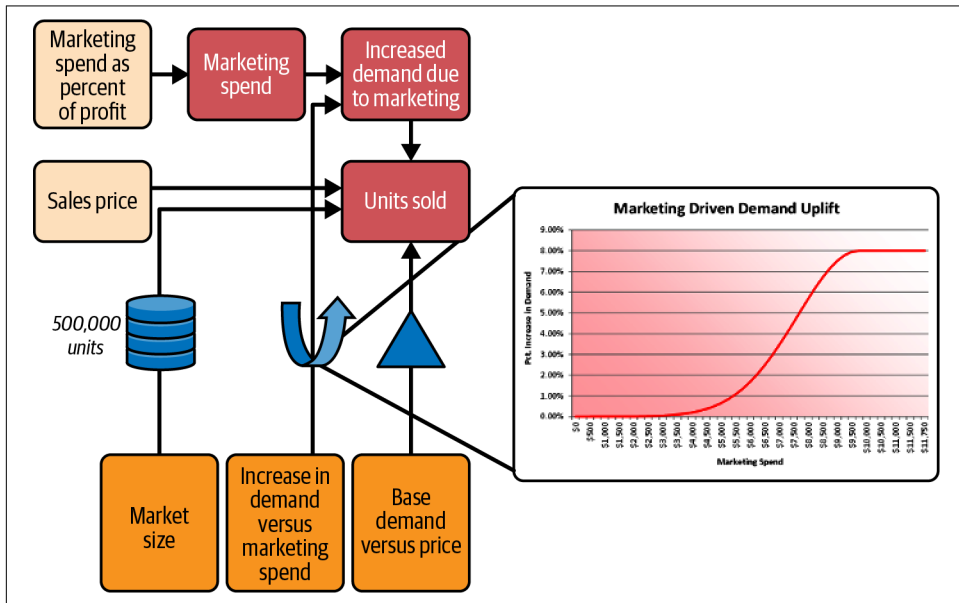 Marketing
spend as
percent
of profit
Marketing
spend
Increased
demand due
to marketing
Sales price
Units sold
500,000
units
Market
size
Increase in
demand
versus
marketing
spend
Base
demand
versus price
Marketing Driven Demand Uplift
Pct. Increase in Demand
9.00%
8.00%
7.00%
6.00%
5.00%
4.00%
3.00%
2.00%
1.00%
0.00%
$0
$500
$1,000
$1,500
$2,000
$2,500
$3,000
$3,500
$4,000
$4,500
$5,000
$5,500
$6,000
$6,500
$7,000
$7,500
$8,000
$8,500
$9,000
$9,500
$10,000
$10,500
$11,000
$11,500
$11,750
Marketing Spend